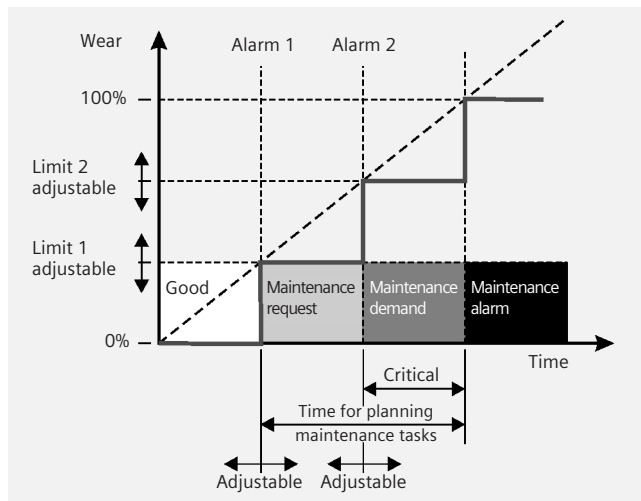 Wear
Alarm 1
Alarm 2
100%
Limit 2
adjustable
Limit 1
adjustable
Good
Maintenance
request
Maintenance
demand
Maintenance
alarm
0%
Time
Critical
Time for planning
maintenance tasks
Adjustable
Adjustable